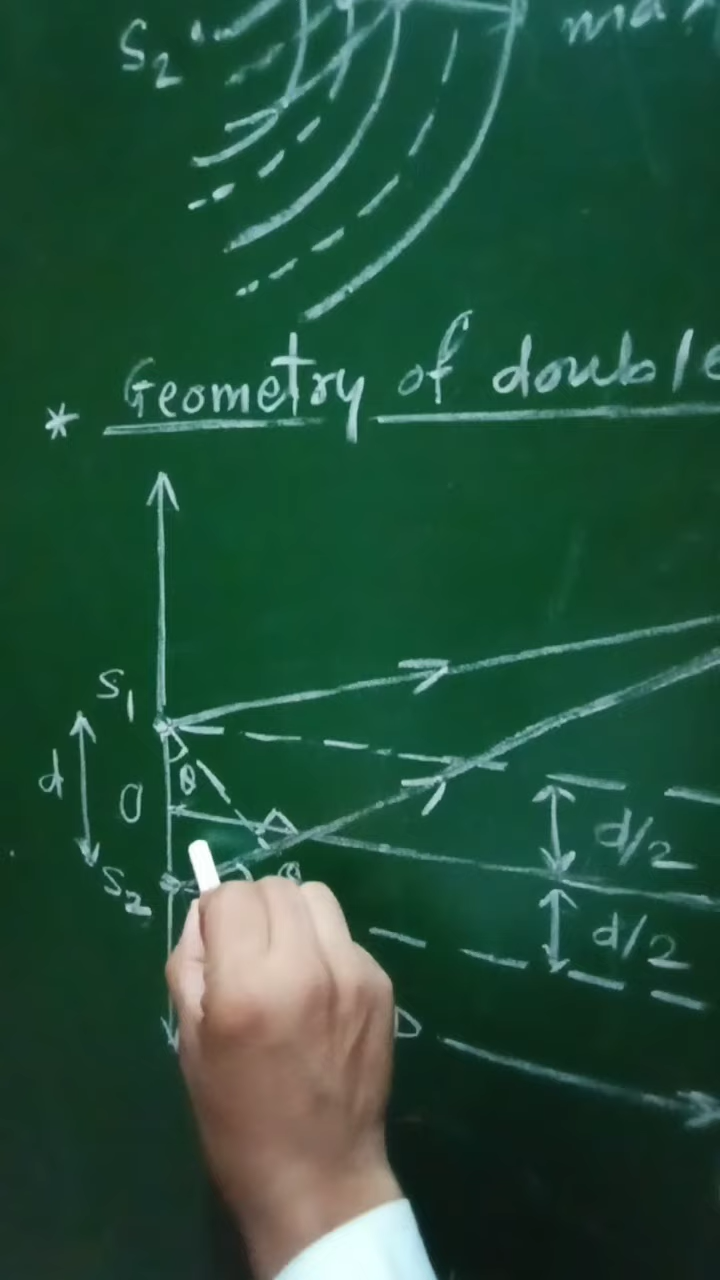 S2
* Geometry of double
S1
d
θ
O
d/2
S2
θ
d/2
D